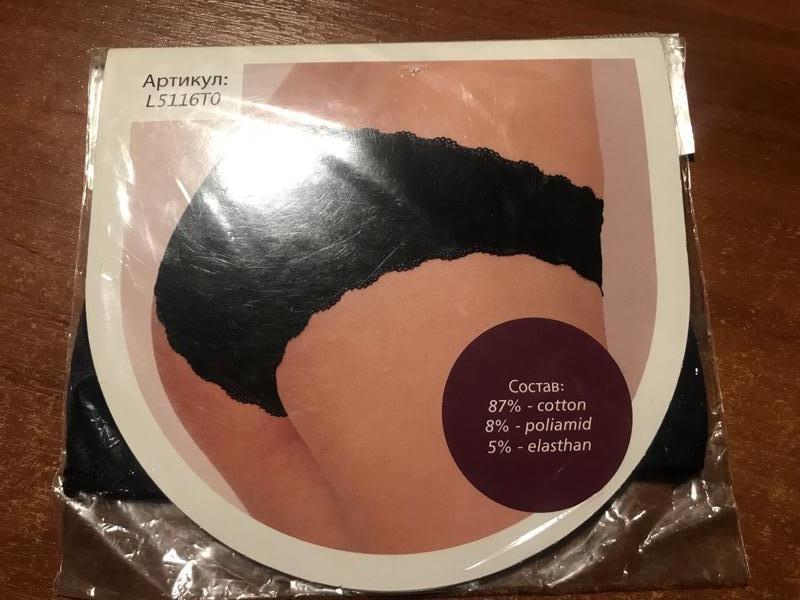 Артикул:
L5116T0
Состав:
87% - cotton
8% - poliamid
5% - elasthan